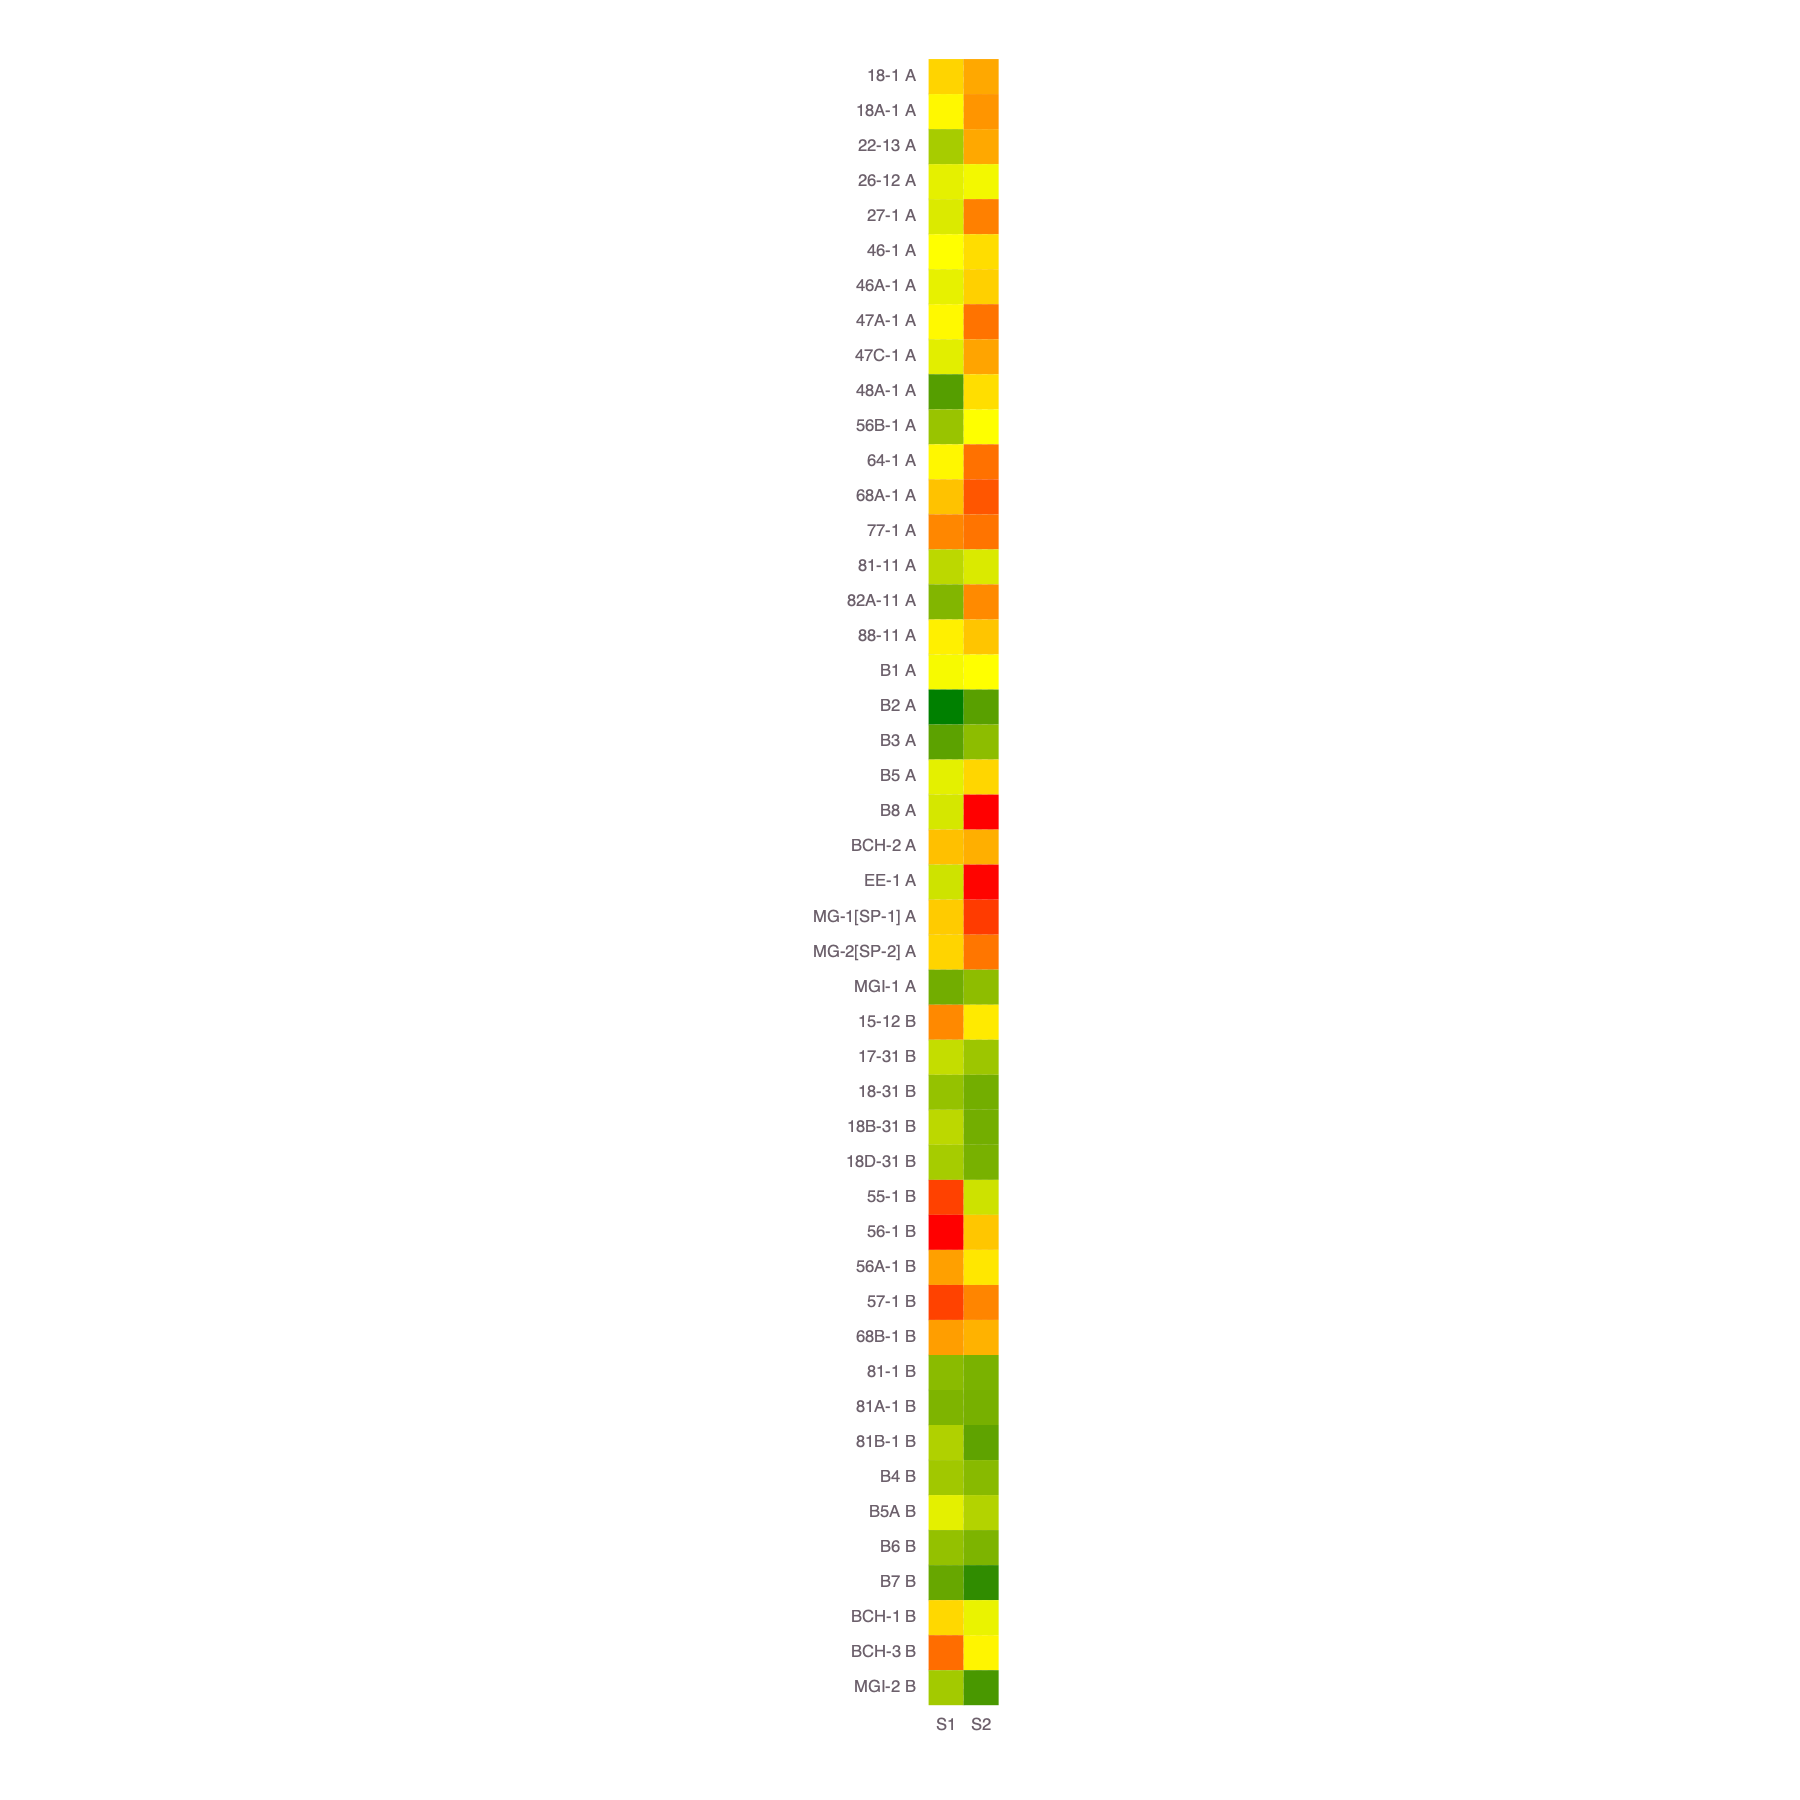 18-1 A
18A-1 A
22-13 A
26-12 A
27-1 A
46-1 A
46A-1 A
47A-1 A
47C-1 A
48A-1 A
56B-1 A
64-1 A
68A-1 A
77-1 A
81-11 A
82A-11 A
88-11 A
B1 A
B2 A
B3 A
B5 A
B8 A
BCH-2 A
EE-1 A
MG-1[SP-1] A
MG-2[SP-2] A
MGI-1 A
15-12 B
17-31 B
18-31 B
18B-31 B
18D-31 B
55-1 B
56-1 B
56A-1 B
57-1 B
68B-1 B
81-1 B
81A-1 B
81B-1 B
B4 B
B5A B
B6 B
B7 B
BCH-1 B
BCH-3 B
MGI-2 B
S1 S2